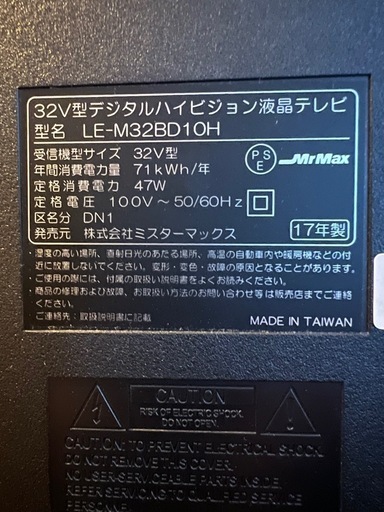 32V型デジタルハイビジョン液晶テレビ
型名 LE-M32BD10H
受信機型サイズ 32V型
年間消費電力量 71kWh/年
定格消費電力 47W
定格電圧 100V～50/60Hz
区名分 DN1
発売元 株式会社ミスターマックス
PSE
MrMax
17年製
湿度の高い場所、直射日光のあたる場所、高温の自動車内や暖房機などの付
近に放置しないでください。変形・変色・故障の原因となることがあります。
ご使用の際には、付属の取扱説明書をよくお読みください。
商品の修理および故障、お取扱い方法のお問い合わせ等は販売店までご連絡
ください。
ご連絡先：取扱説明書に記載
MADE IN TAIWAN
CAUTION
RISK OF ELECTRIC SHOCK
DO NOT OPEN
CAUTION: TO PREVENT ELECTRICAL SHOCK
DO NOT REMOVE COVER.
NO USER-SERVICEABLE PARTS INSIDE.
REFER SERVICING TO QUALIFIED
PERSONNEL.